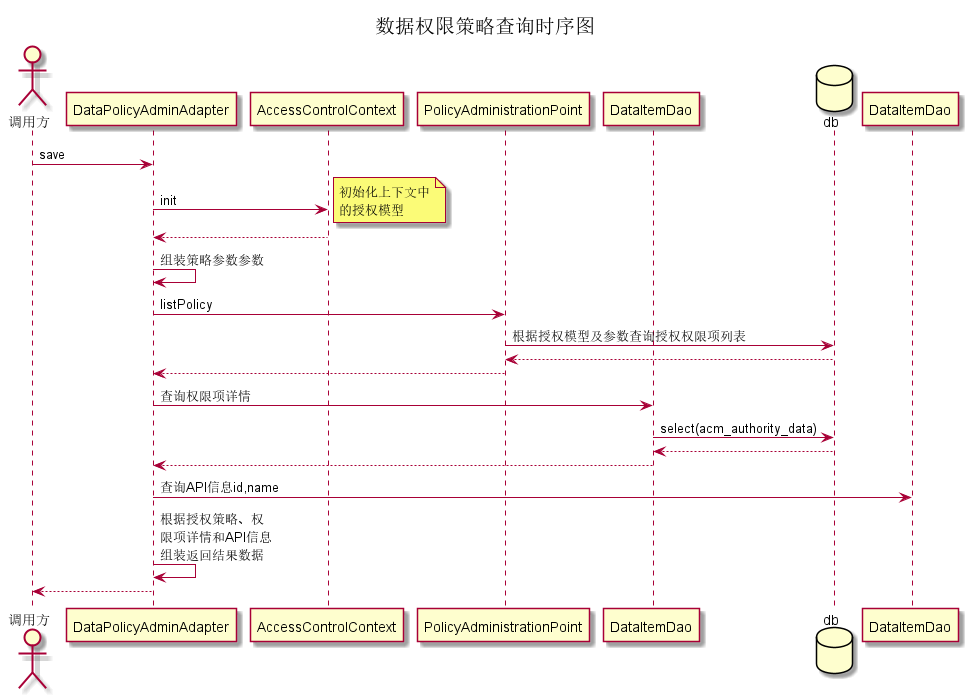 数据权限策略查询时序图
调用方
DataPolicyAdminAdapter
AccessControlContext
PolicyAdministrationPoint
DataItemDao
db
DataItemDao
save
init
初始化上下文中
的授权模型
组装策略参数参数
listPolicy
根据授权模型及参数查询授权权限项列表
查询权限项详情
select(acm_authority_data)
查询API信息id,name
根据授权策略、权
限项详情和API信息
组装返回结果数据
调用方
DataPolicyAdminAdapter
AccessControlContext
PolicyAdministrationPoint
DataItemDao
db
DataItemDao